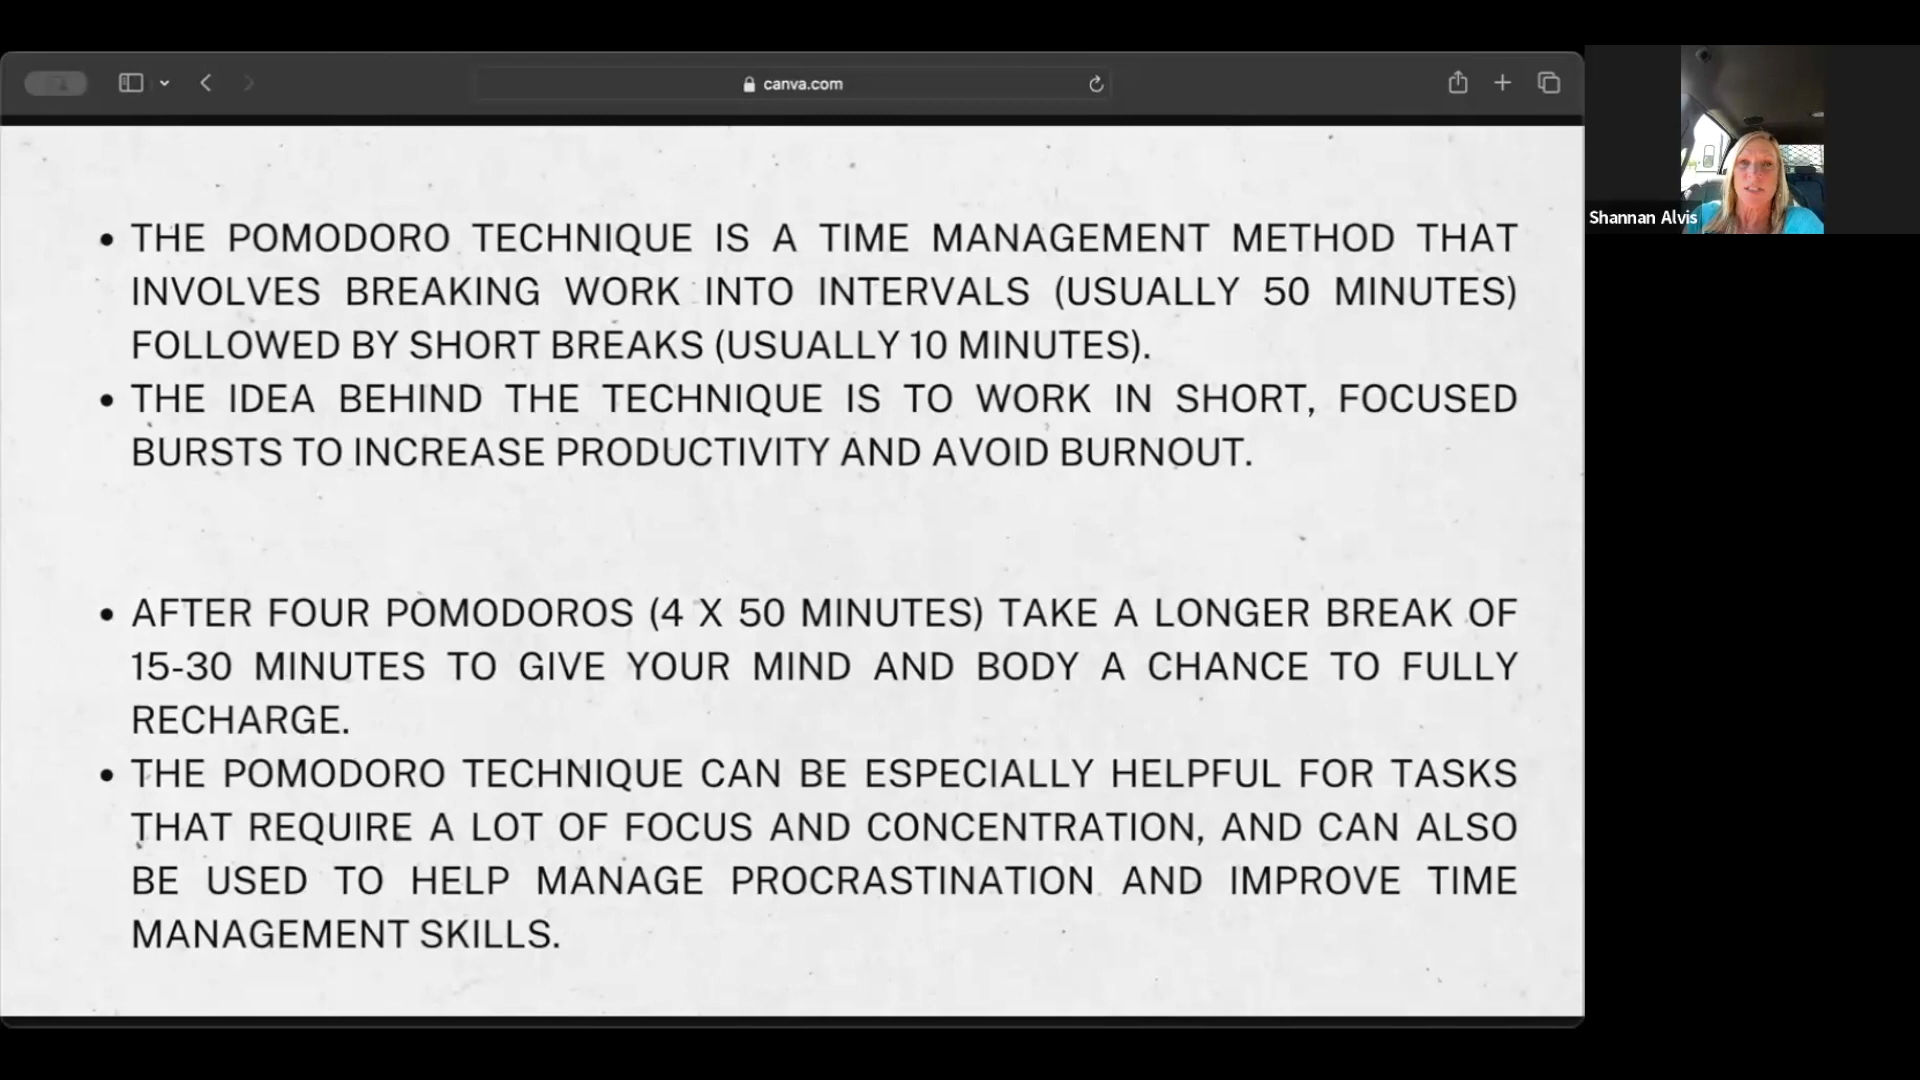 canva.com
Shannan Alvis
• THE POMODORO TECHNIQUE IS A TIME MANAGEMENT METHOD THAT
INVOLVES BREAKING WORK INTO INTERVALS (USUALLY 50 MINUTES)
FOLLOWED BY SHORT BREAKS (USUALLY 10 MINUTES).
• THE IDEA BEHIND THE TECHNIQUE IS TO WORK IN SHORT, FOCUSED
BURSTS TO INCREASE PRODUCTIVITY AND AVOID BURNOUT.
• AFTER FOUR POMODOROS (4 X 50 MINUTES) TAKE A LONGER BREAK OF
15-30 MINUTES TO GIVE YOUR MIND AND BODY A CHANCE TO FULLY
RECHARGE.
• THE POMODORO TECHNIQUE CAN BE ESPECIALLY HELPFUL FOR TASKS
THAT REQUIRE A LOT OF FOCUS AND CONCENTRATION, AND CAN ALSO
BE USED TO HELP MANAGE PROCRASTINATION AND IMPROVE TIME
MANAGEMENT SKILLS.